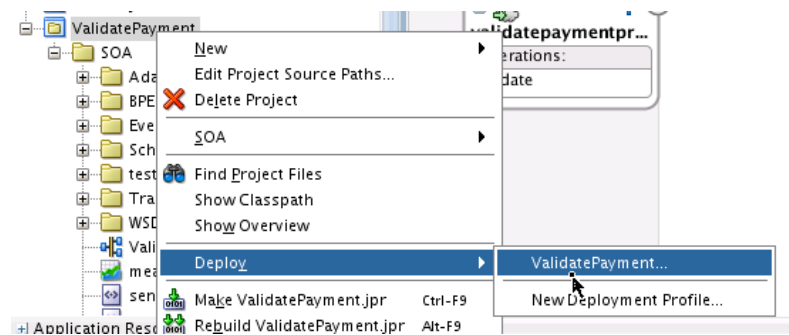 ValidatePayment
SOA
Ada
BPE
Eve
Sch
test
Tra
WSD
Vali
mea
sen
Application Reso
New
Edit Project Source Paths...
Delete Project
SOA
Find Project Files
Show Classpath
Show Overview
Deploy
Make ValidatePayment.jpr Ctrl-F9
Rebuild ValidatePayment.jpr Alt-F9
ValidatePayment...
New Deployment Profile...
validatepaymentpr...
erations:
date